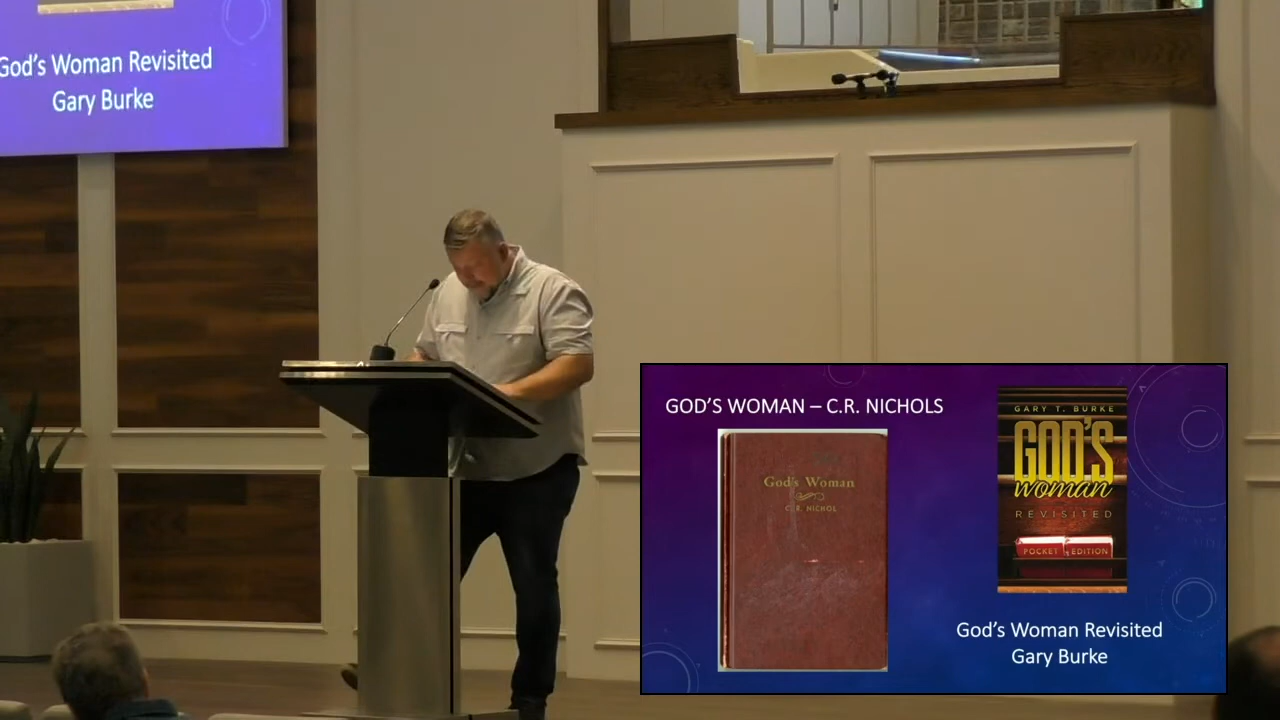 God's Woman Revisited
Gary Burke
GOD'S WOMAN – C.R. NICHOLS
God's Woman
C. R. NICHOL
GARY T. BURKE
GOD'S
woman
REVISITED
POCKET EDITION
God's Woman Revisited
Gary Burke